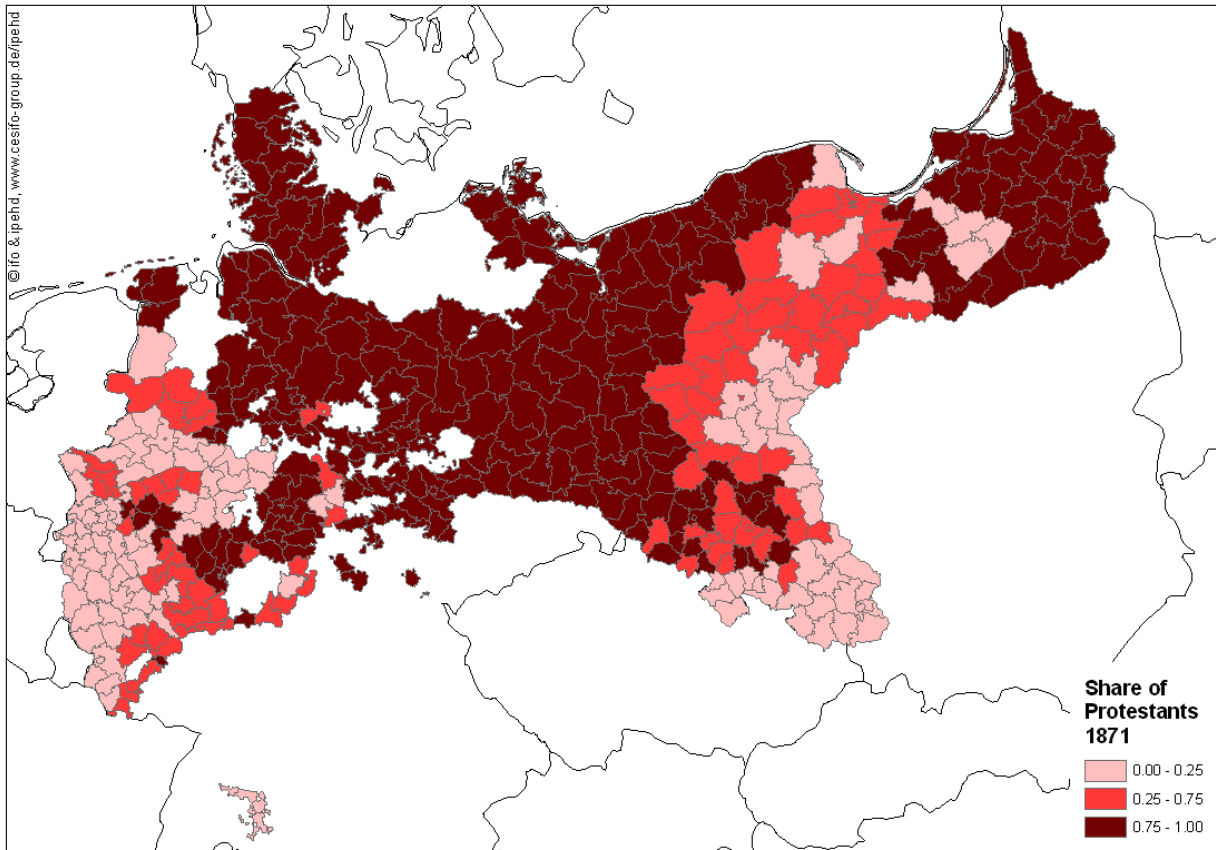 © ifo & ipehd, www.cesifo-group.de/ipehd
Share of
Protestants
1871
0.00 - 0.25
0.25 - 0.75
0.75 - 1.00